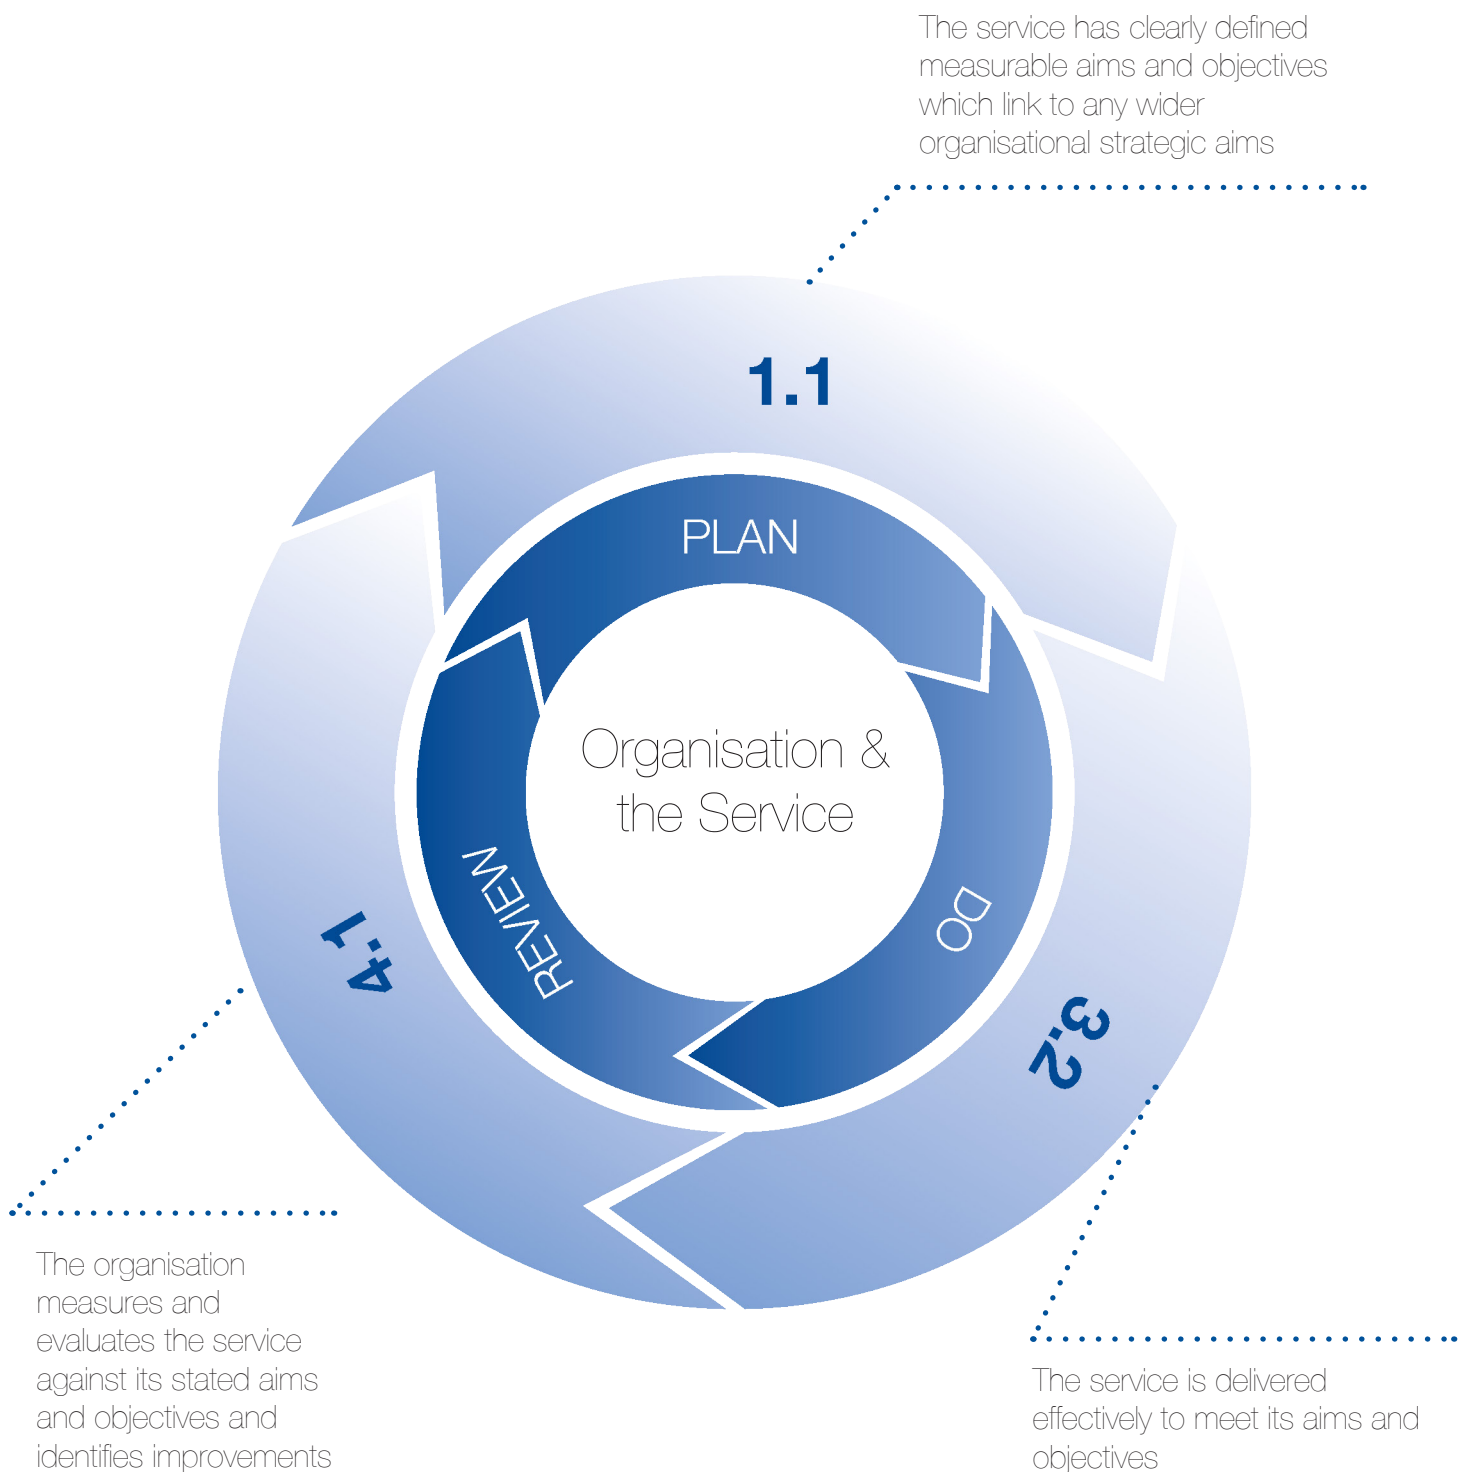 The service has clearly defined
measurable aims and objectives
which link to any wider
organisational strategic aims
1.1
PLAN
Organisation &
the Service
REVIEW
DO
4.1
3.2
The organisation
measures and
evaluates the service
against its stated aims
and objectives and
identifies improvements
The service is delivered
effectively to meet its aims and
objectives